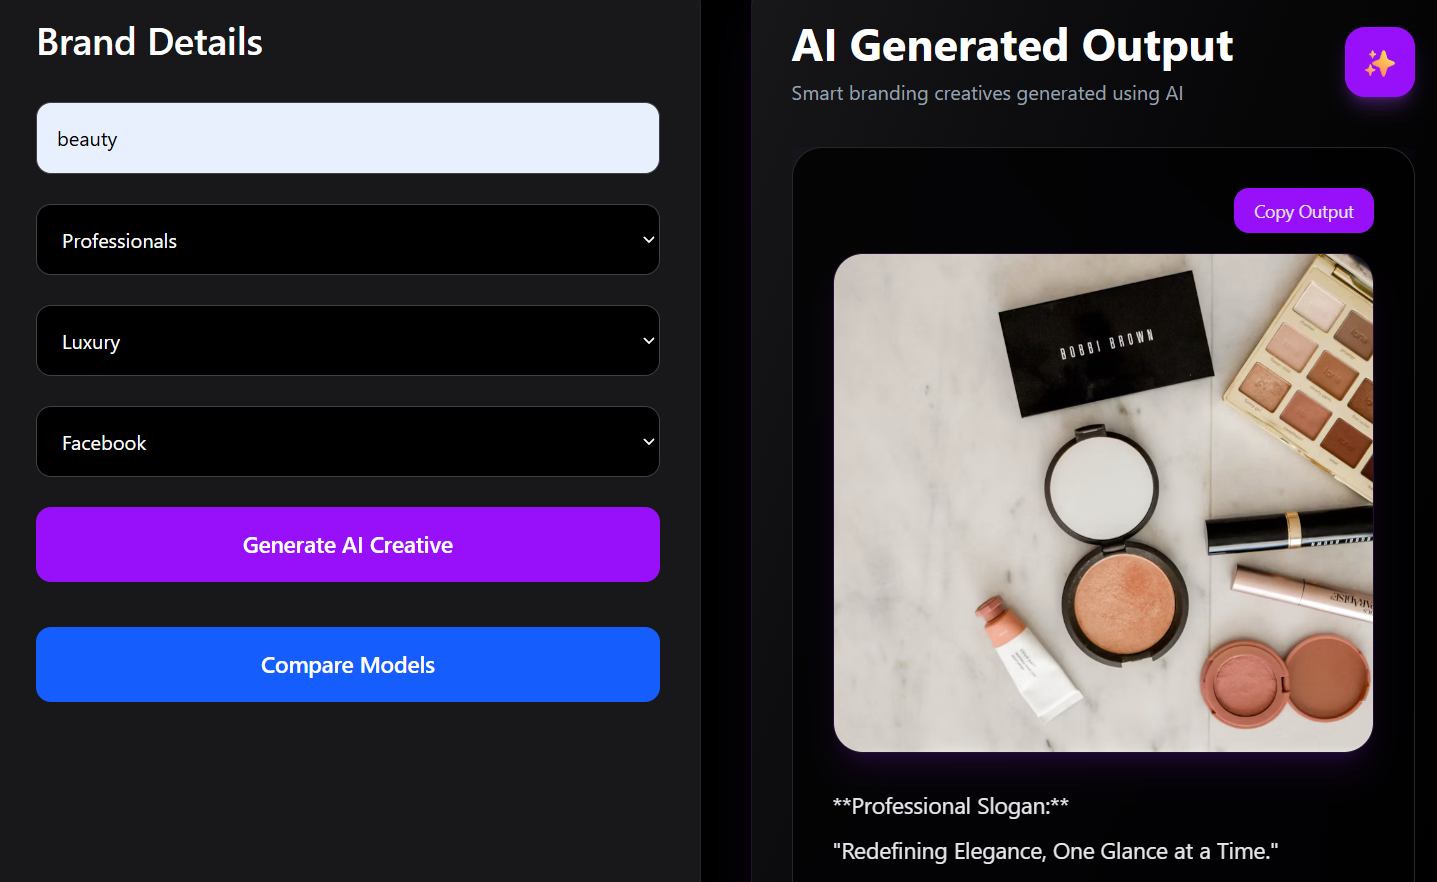 Brand Details
beauty
Professionals
Luxury
Facebook
Generate AI Creative
Compare Models
AI Generated Output
Smart branding creatives generated using AI
Copy Output
BOBBI BROWN
**Professional Slogan:**
"Redefining Elegance, One Glance at a Time."